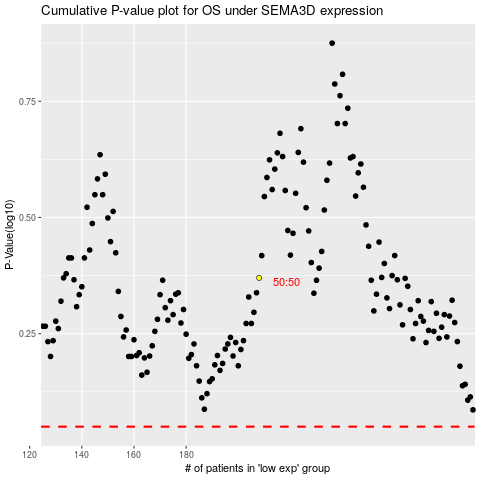 Cumulative P-value plot for OS under SEMA3D expression
P-Value(log10)
0.75
0.50
0.25
50:50
120 140 160 180
# of patients in 'low exp' group